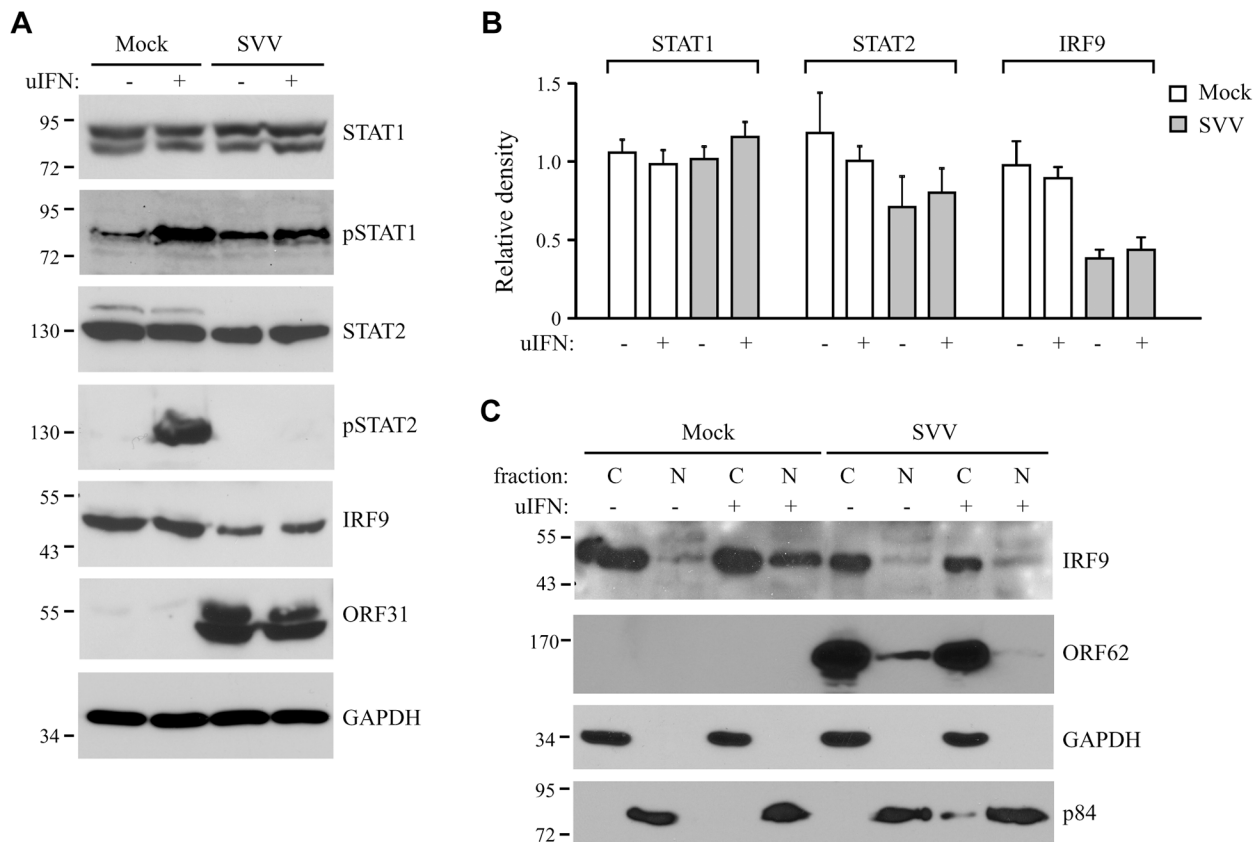 A
Mock SVV
uIFN: - + - +
95
72
STAT1
95
72
pSTAT1
130
STAT2
130
pSTAT2
55
43
IRF9
55
ORF31
34
GAPDH
B
STAT1 STAT2 IRF9
Mock
SVV
Relative density
1.5
1.0
0.5
0
uIFN: - + - + - + - + - + - +
C
Mock SVV
fraction: C N C N C N C N
uIFN: - - + + - - + +
55
43
IRF9
170
ORF62
34
GAPDH
95
72
p84